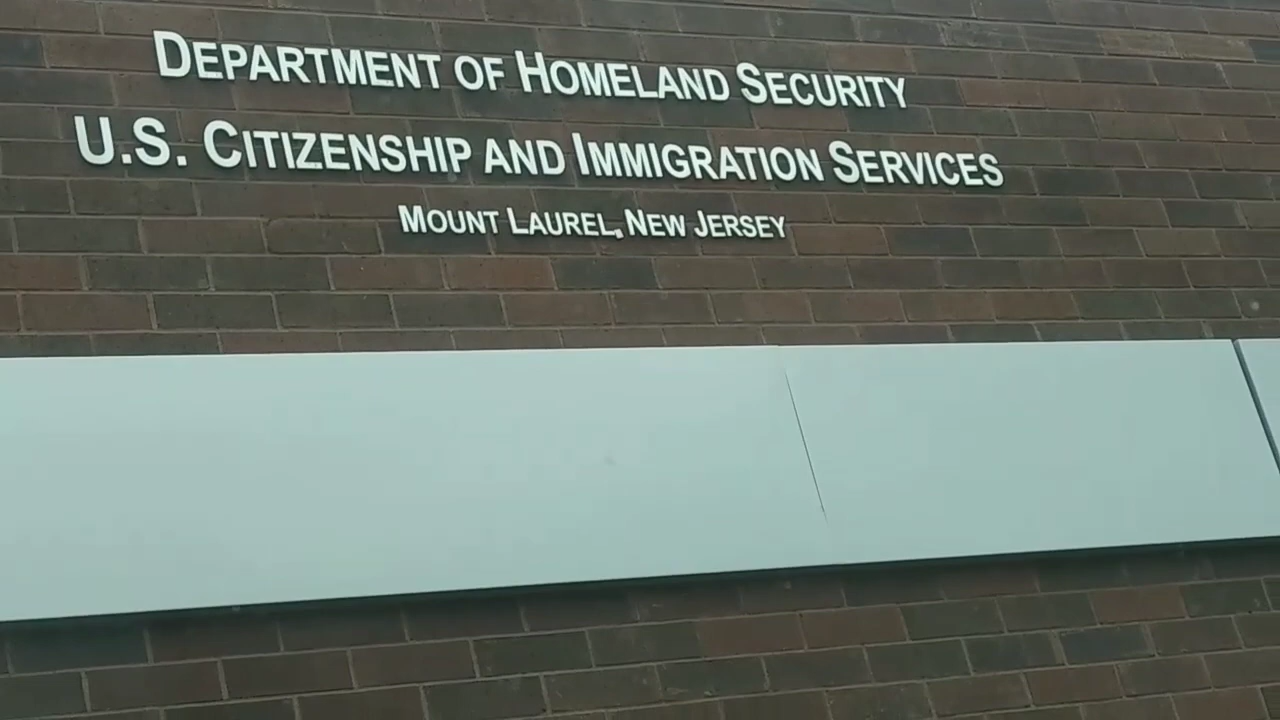 DEPARTMENT OF HOMELAND SECURITY
U.S. CITIZENSHIP AND IMMIGRATION SERVICES
MOUNT LAUREL, NEW JERSEY